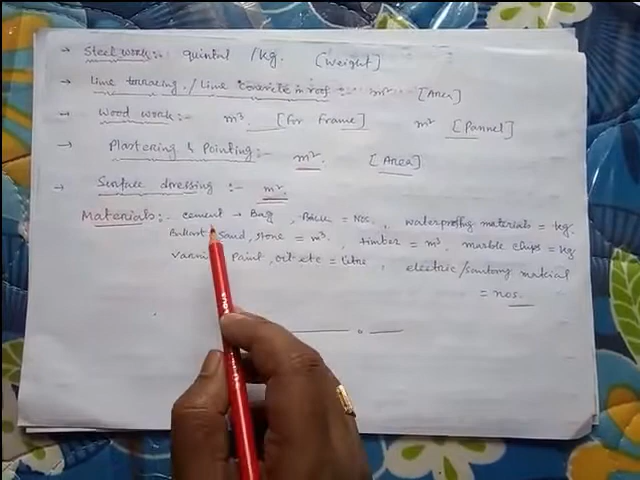 → Steel work:- quintal /kg. [Weight]
→ Lime terracing / Lime concrete in roof :- m² [Area]
→ Wood work:- m³ [For Frame] m² [Pannel]
→ Plastering & Pointing:- m². [Area]
→ Surface dressing :- m².
Materials:- cement → Bag , = Nos, materials = kg.
Sand, stone = m³. , timber = m³. marble chips = kg
Paint, oil etc = litre , electric/sanitary material
= nos.